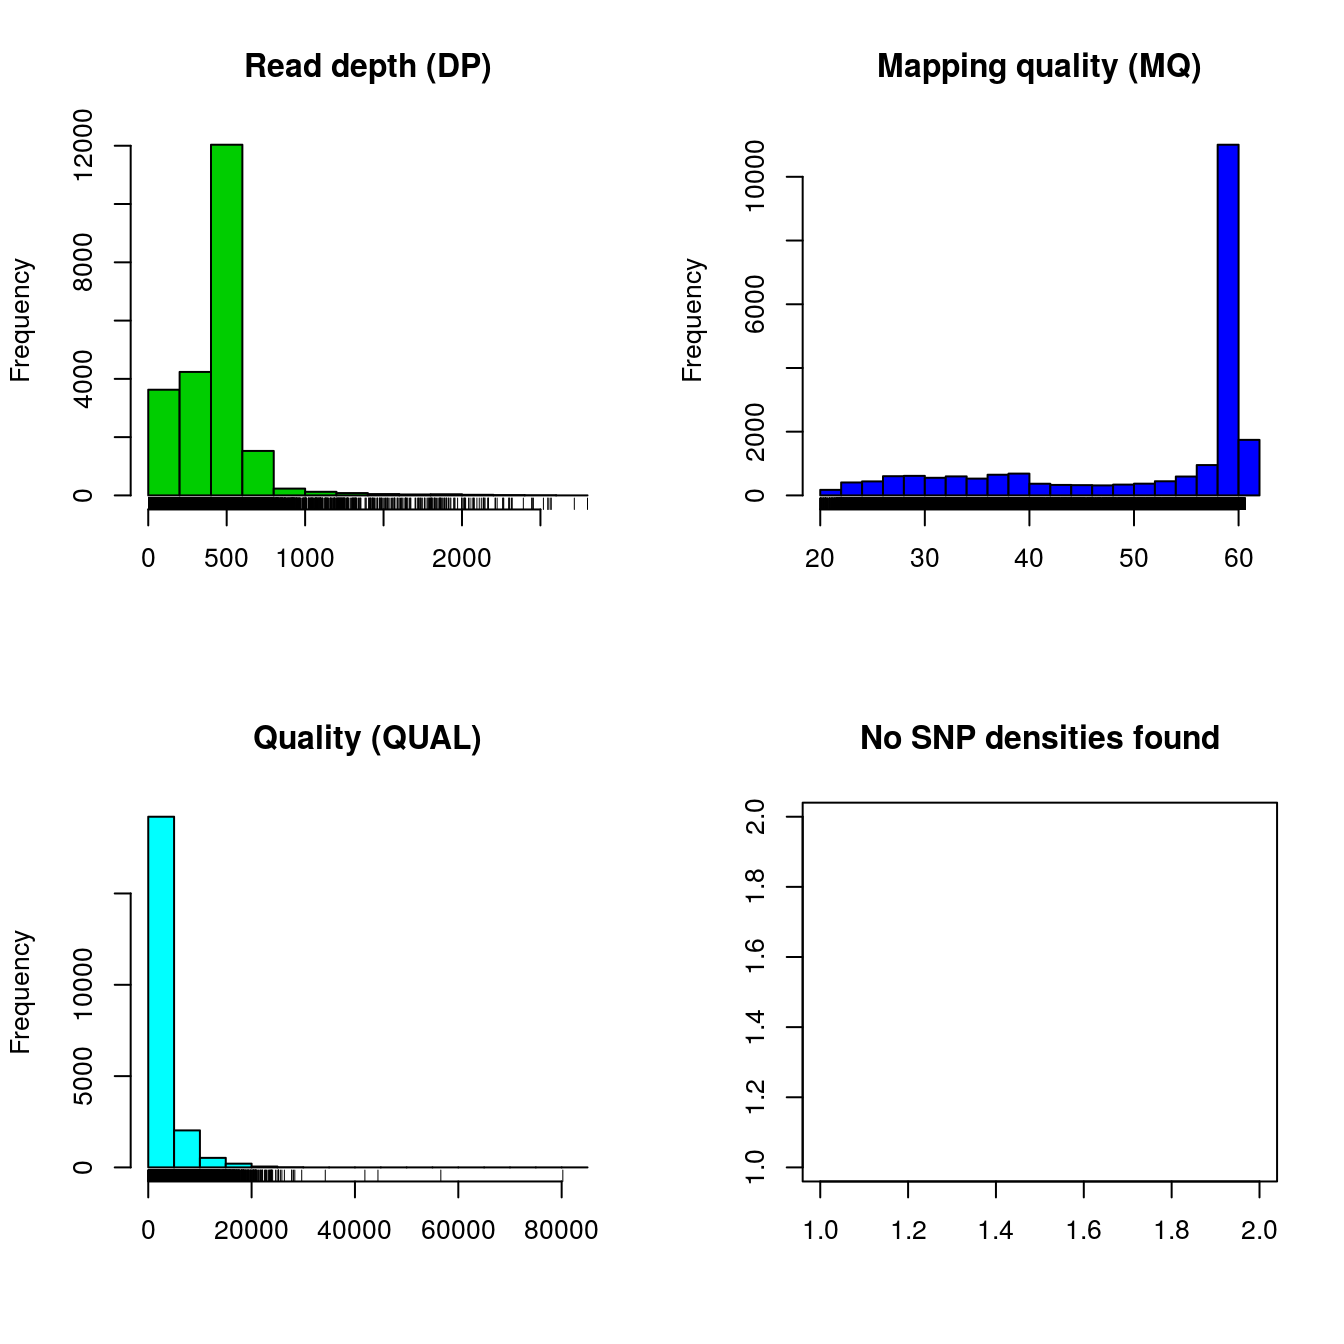 Read depth (DP)
Frequency
0 4000 8000 12000
0 500 1000 2000
Mapping quality (MQ)
Frequency
0 2000 6000 10000
20 30 40 50 60
Quality (QUAL)
Frequency
0 5000 10000
0 20000 40000 60000 80000
No SNP densities found
1.0 1.2 1.4 1.6 1.8 2.0
1.0 1.2 1.4 1.6 1.8 2.0